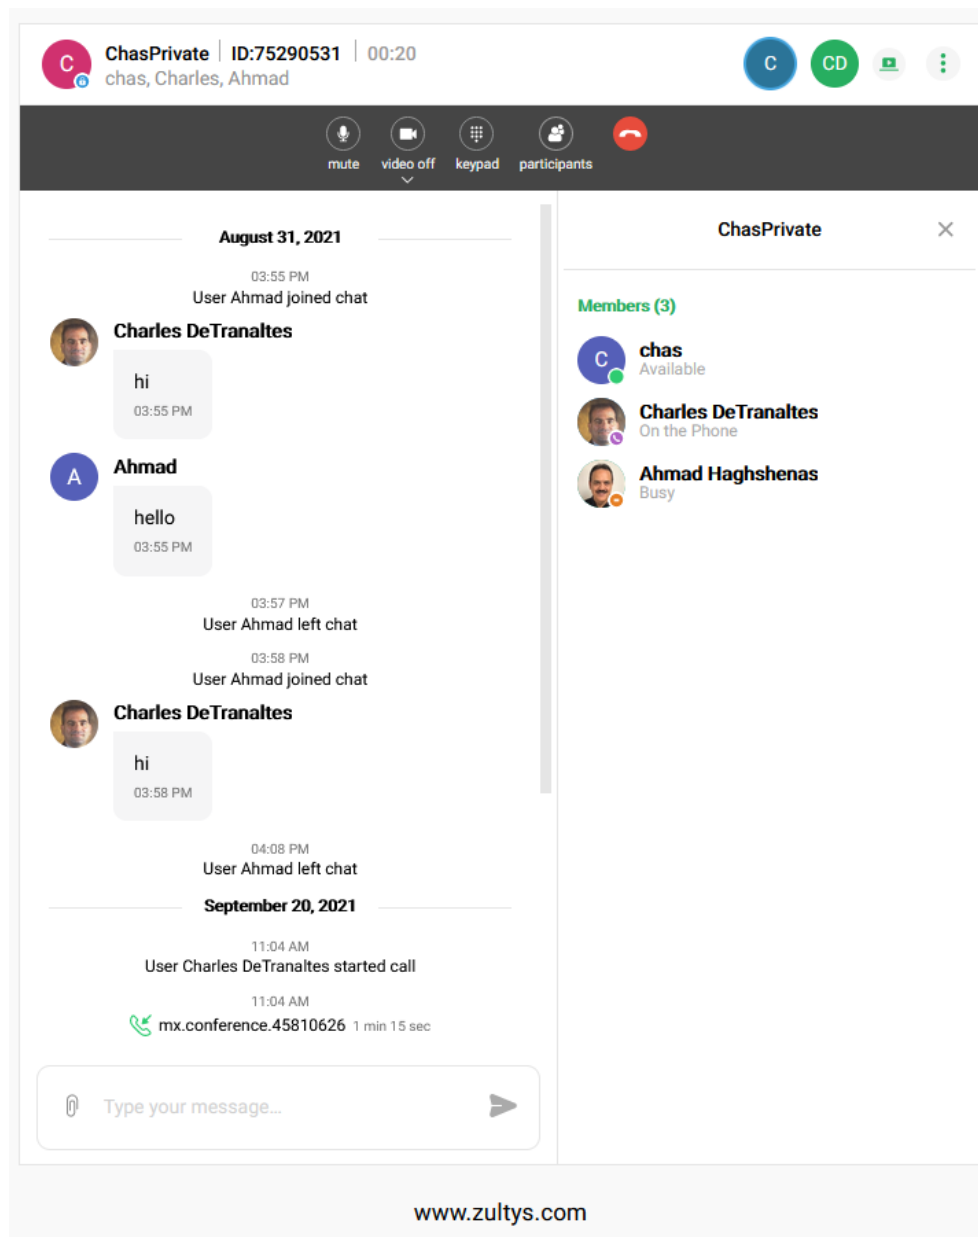 C
ChasPrivate ID:75290531 00:20
chas, Charles, Ahmad
C CD
mute video off keypad participants
August 31, 2021
03:55 PM
User Ahmad joined chat
Charles DeTranaltes
hi
03:55 PM
A
Ahmad
hello
03:55 PM
03:57 PM
User Ahmad left chat
03:58 PM
User Ahmad joined chat
Charles DeTranaltes
hi
03:58 PM
04:08 PM
User Ahmad left chat
September 20, 2021
11:04 AM
User Charles DeTranaltes started call
11:04 AM
mx.conference.45810626 1 min 15 sec
Type your message...
ChasPrivate
Members (3)
C
chas
Available
Charles DeTranaltes
On the Phone
Ahmad Haghshenas
Busy
www.zultys.com